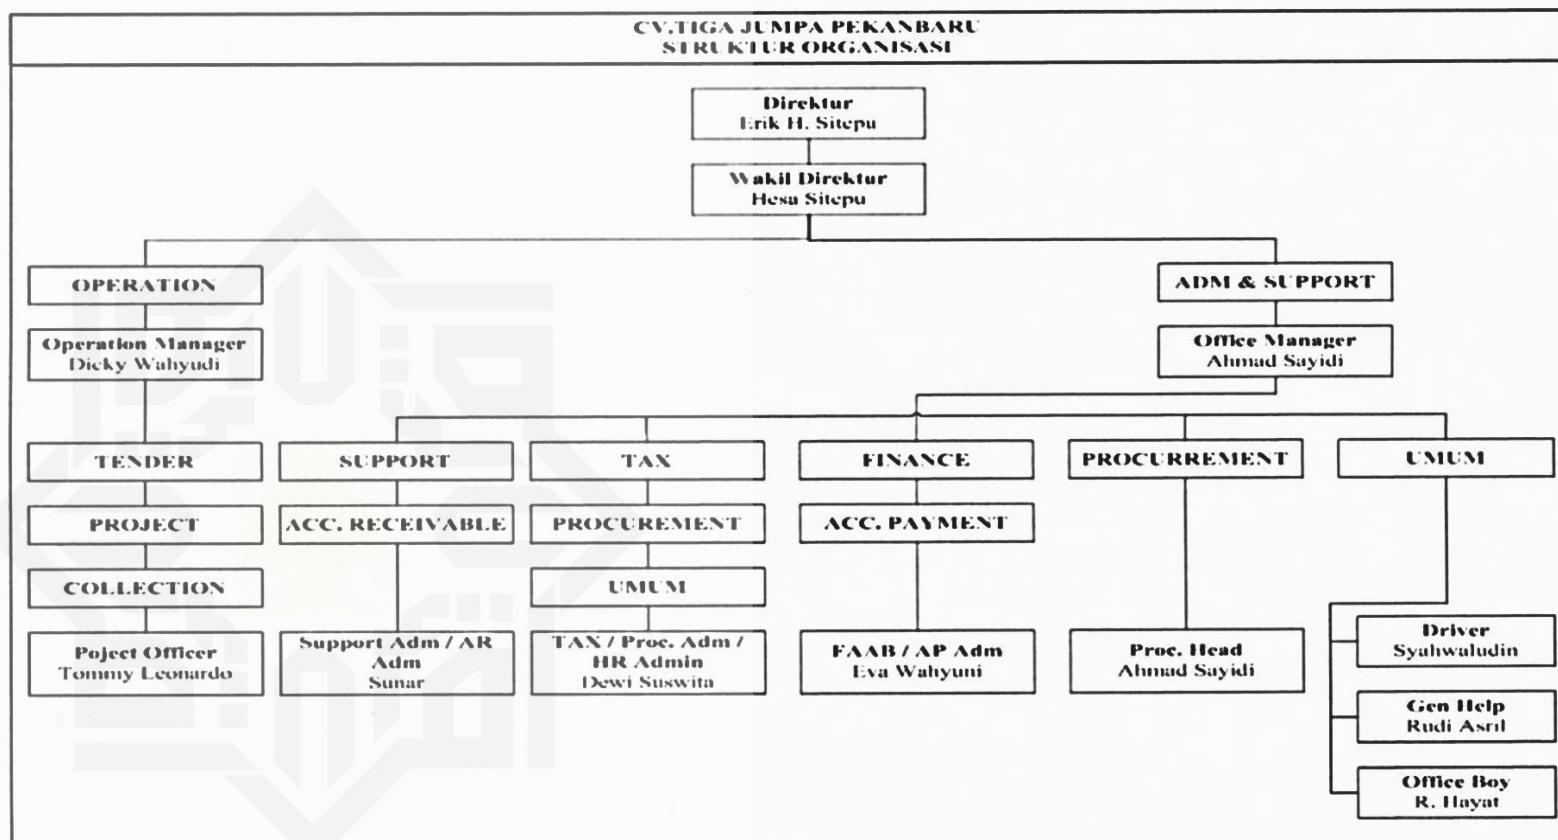 CV.TIGA JUMPA PEKANBARU
STRUKTUR ORGANISASI
Direktur
Erik H. Sitepu
Wakil Direktur
Hesa Sitepu
OPERATION
ADM & SUPPORT
Operation Manager
Dicky Wahyudi
Office Manager
Ahmad Sayidi
TENDER
SUPPORT
TAX
FINANCE
PROCURREMENT
UMUM
PROJECT
ACC. RECEIVABLE
PROCUREMENT
ACC. PAYMENT
COLLECTION
UMUM
Poject Officer
Tommy Leonardo
Support Adm / AR
Adm
Sunar
TAX / Proc. Adm /
HR Admin
Dewi Suswita
FAAB / AP Adm
Eva Wahyuni
Proc. Head
Ahmad Sayidi
Driver
Syahwaludin
Gen Help
Rudi Asril
Office Boy
R. Hayat